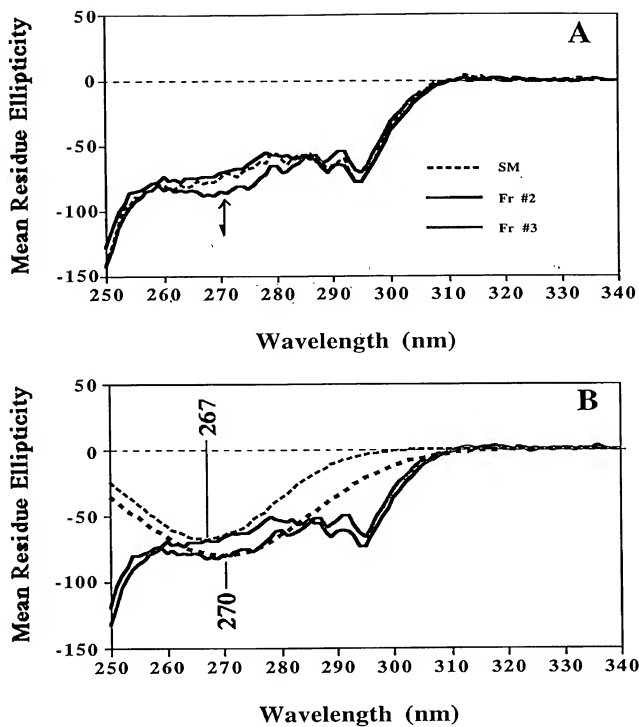 A
Mean Residue Ellipticity
50
0
-50
-100
-150
SM
Fr #2
Fr #3
250 260 270 280 290 300 310 320 330 340
Wavelength (nm)
B
Mean Residue Ellipticity
50
0
-50
-100
-150
267
270
250 260 270 280 290 300 310 320 330 340
Wavelength (nm)